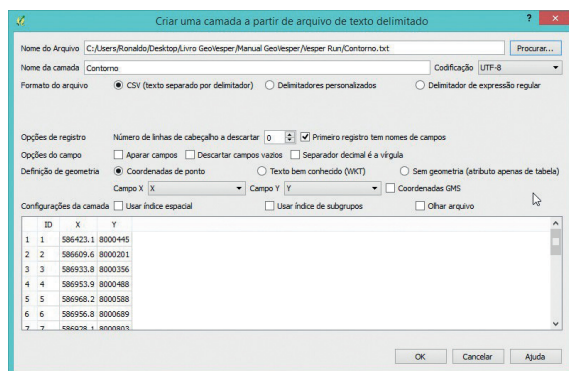 Criar uma camada a partir de arquivo de texto delimitado
? ×
Nome do Arquivo C:/Users/Ronaldo/Desktop/Livro GeoVesper/Manual GeoVesper/Vesper Run/Contorno.txt Procurar...
Nome da camada Contorno Codificação UTF-8
Formato do arquivo CSV (texto separado por delimitador) Delimitadores personalizados Delimitador de expressão regular
Opções de registro Número de linhas de cabeçalho a descartar 0 Primeiro registro tem nomes de campos
Opções do campo Aparar campos Descartar campos vazios Separador decimal é a vírgula
Definição de geometria Coordenadas de ponto Texto bem conhecido (WKT) Sem geometria (atributo apenas de tabela)
Campo X X Campo Y Y Coordenadas GMS
Configurações da camada Usar índice espacial Usar índice de subgrupos Olhar arquivo
ID X Y
1 1 586423.1 8000445
2 2 586609.6 8000201
3 3 586933.8 8000356
4 4 586953.9 8000488
5 5 586968.2 8000588
6 6 586956.8 8000689
7 7 586928.1 8000803
OK Cancelar Ajuda